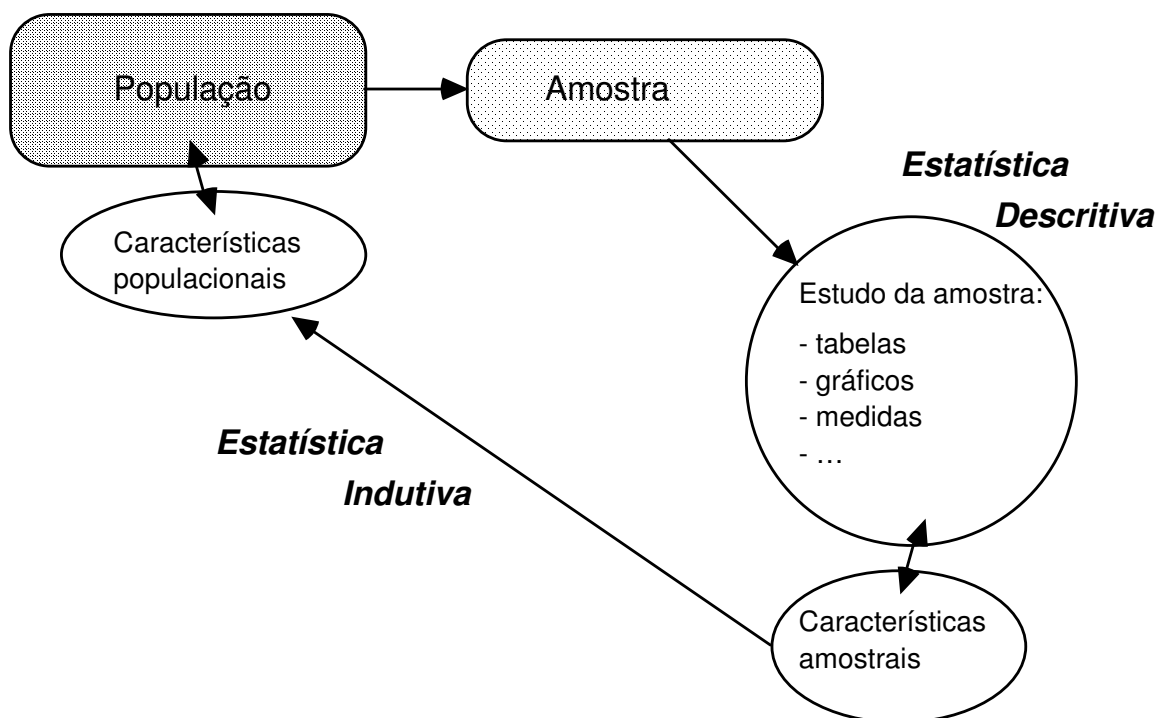 População
Amostra
Estatística
Descritiva
Características
populacionais
Estudo da amostra:
- tabelas
- gráficos
- medidas
- …
Estatística
Indutiva
Características
amostrais